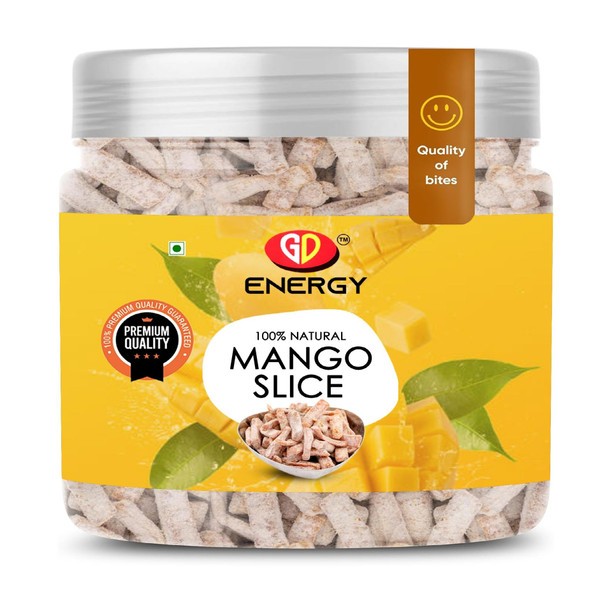 Quality
of
bites
GD
TM
ENERGY
100% PREMIUM QUALITY GUARANTEED
PREMIUM
QUALITY
100% NATURAL
MANGO
SLICE